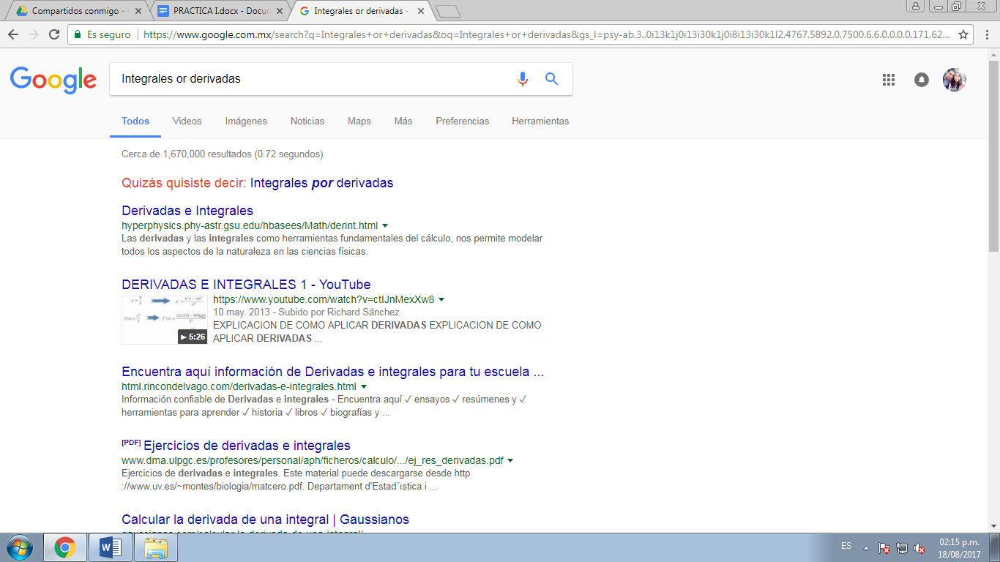 Compartidos conmigo -
PRACTICA I.docx - Docum
Integrales or derivadas -
Es seguro
https://www.google.com.mx/search?q=Integrales+or+derivadas&oq=Integrales+or+derivadas&gs_l=psy-ab.3..0i13k1j0i13i30k1j0i8i13i30k1l2.4767.5892.0.7500.6.6.0.0.0.0.171.62...
Google
Integrales or derivadas
Todos
Videos
Imágenes
Noticias
Maps
Más
Preferencias
Herramientas
Cerca de 1,670,000 resultados (0.72 segundos)
Quizás quisiste decir: Integrales por derivadas
Derivadas e Integrales
hyperphysics.phy-astr.gsu.edu/hbasees/Math/derint.html
Las derivadas y las integrales como herramientas fundamentales del cálculo, nos permite modelar
todos los aspectos de la naturaleza en las ciencias físicas.
DERIVADAS E INTEGRALES 1 - YouTube
https://www.youtube.com/watch?v=ctIJnMexXw8
10 may. 2013 - Subido por Richard Sánchez
EXPLICACION DE COMO APLICAR DERIVADAS EXPLICACION DE COMO
APLICAR DERIVADAS ...
5:26
Encuentra aquí información de Derivadas e integrales para tu escuela ...
html.rincondelvago.com/derivadas-e-integrales.html
Información confiable de Derivadas e integrales - Encuentra aquí ✓ ensayos ✓ resúmenes y ✓
herramientas para aprender ✓ historia ✓ libros ✓ biografías y ...
[PDF] Ejercicios de derivadas e integrales
www.dma.ulpgc.es/profesores/personal/aph/ficheros/calculo/.../ej_res_derivadas.pdf
Ejercicios de derivadas e integrales. Este material puede descargarse desde http
://www.uv.es/~montes/biologia/matcero.pdf. Departament d'Estad´ıstica i ...
Calcular la derivada de una integral | Gaussianos
ES
02:15 p.m.
18/08/2017